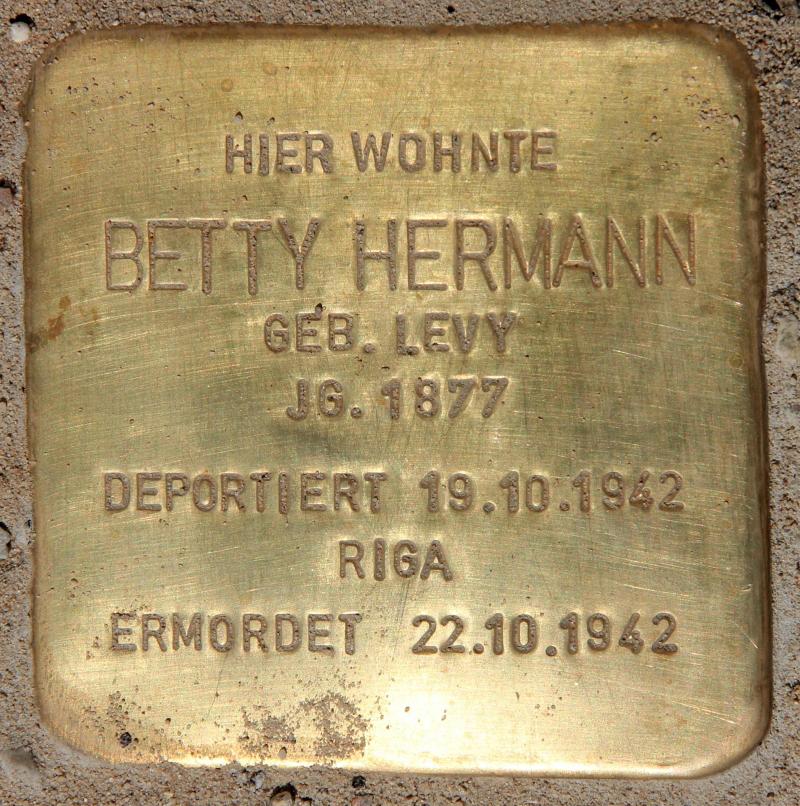 HIER WOHNTE
BETTY HERMANN
GEB. LEVY
JG. 1877
DEPORTIERT 19.10.1942
RIGA
ERMORDET 22.10.1942